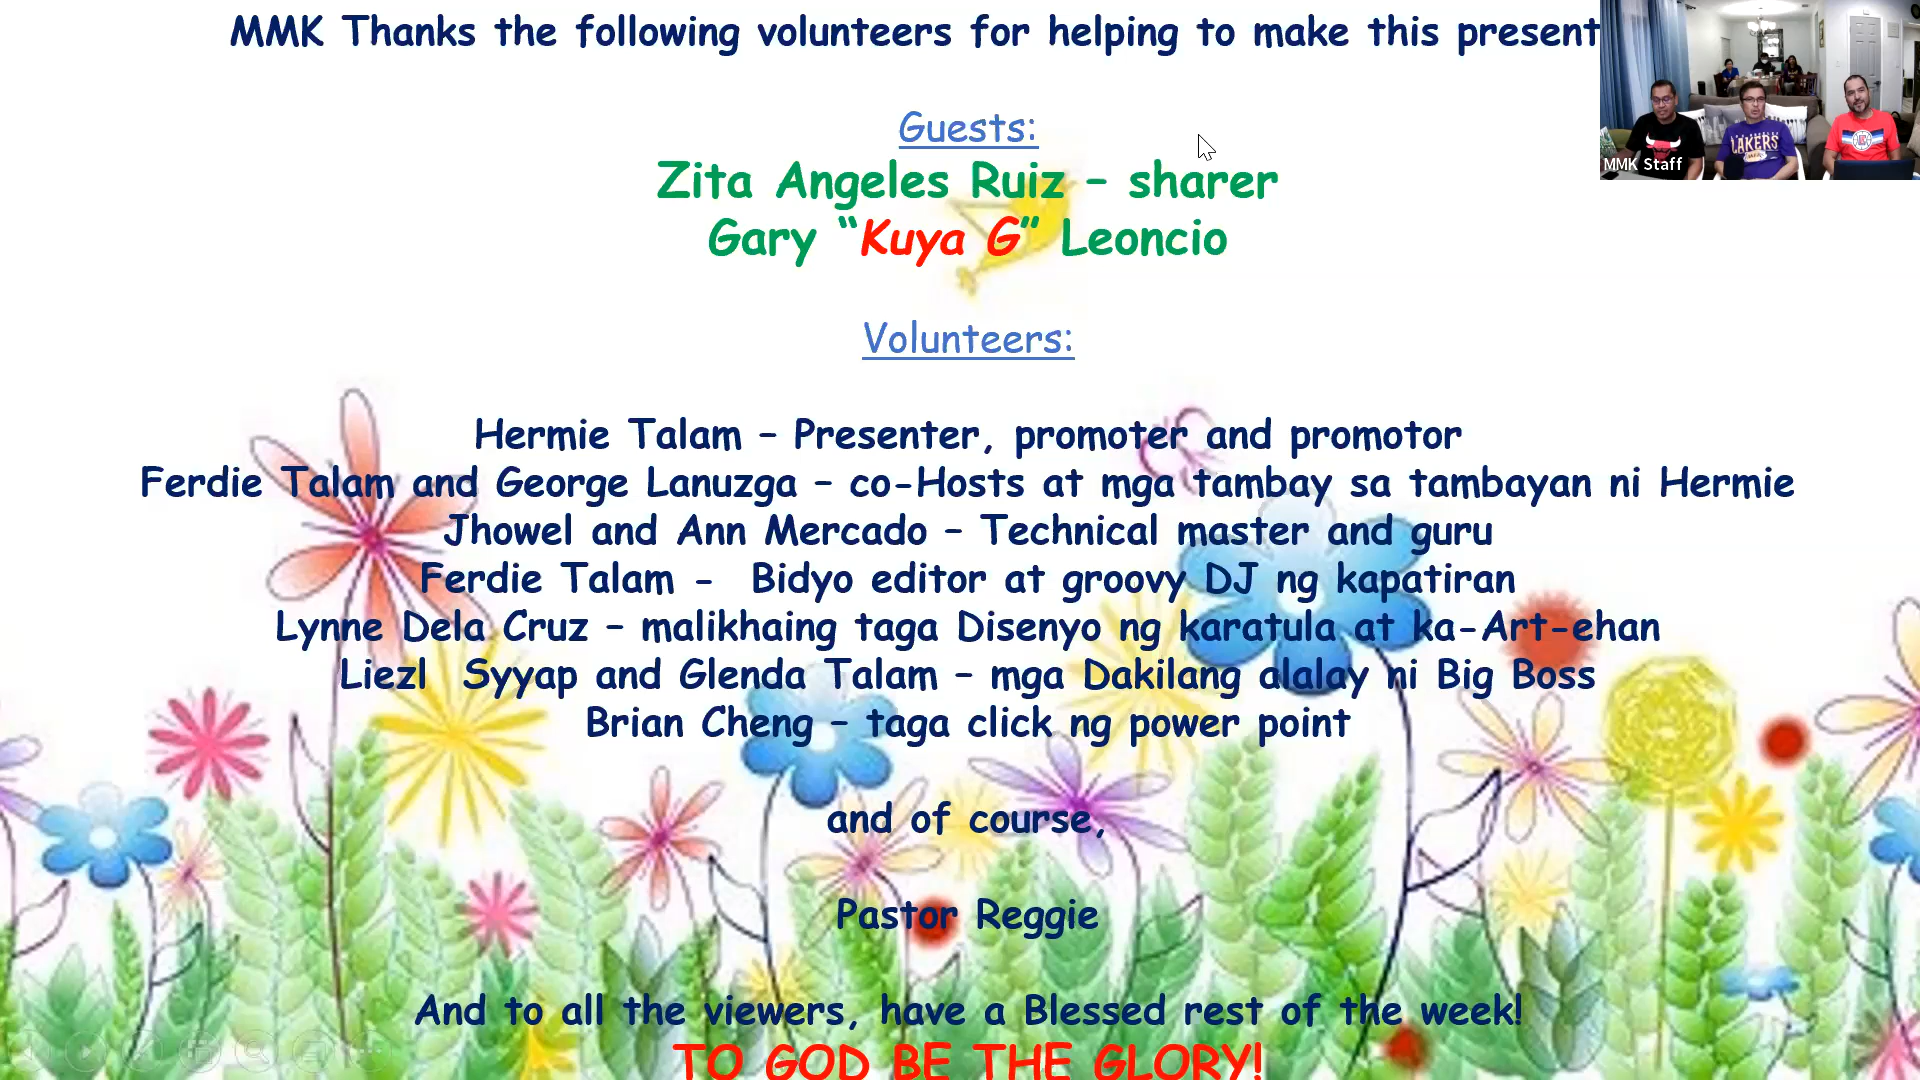 MMK Thanks the following volunteers for helping to make this present
Guests:
Zita Angeles Ruiz – sharer
Gary “Kuya G” Leoncio
Volunteers:
Hermie Talam – Presenter, promoter and promotor
Ferdie Talam and George Lanuzga – co-Hosts at mga tambay sa tambayan ni Hermie
Jhowel and Ann Mercado – Technical master and guru
Ferdie Talam - Bidyo editor at groovy DJ ng kapatiran
Lynne Dela Cruz – malikhaing taga Disenyo ng karatula at ka-Art-ehan
Liezl Syyap and Glenda Talam – mga Dakilang alalay ni Big Boss
Brian Cheng – taga click ng power point
and of course,
Pastor Reggie
And to all the viewers, have a Blessed rest of the week!
TO GOD BE THE GLORY!
LAKERS
MMK Staff